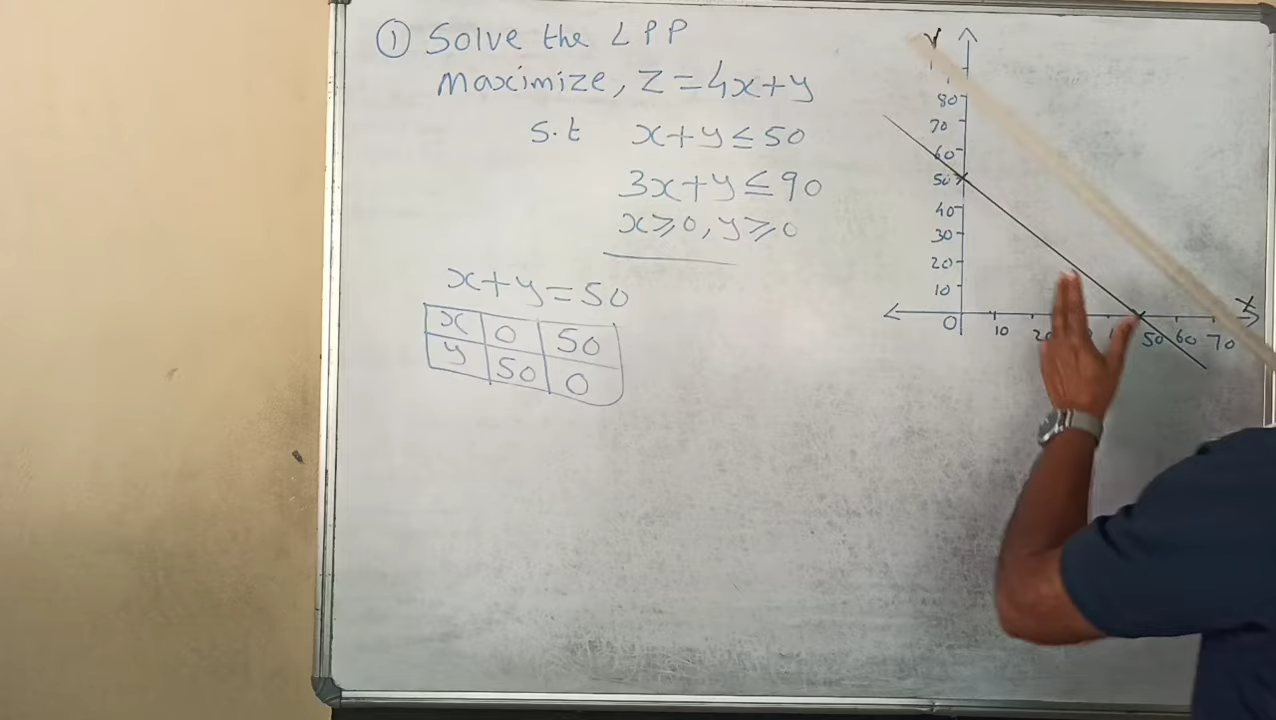 ① Solve the LPP
Maximize, Z = 4x+y
s.t x+y ≤ 50
3x+y ≤ 90
x ≥ 0, y ≥ 0
x+y = 50
x 0 50
y 50 0
Y
80
70
60
50
40
30
20
10
0 10 50 60 70
X